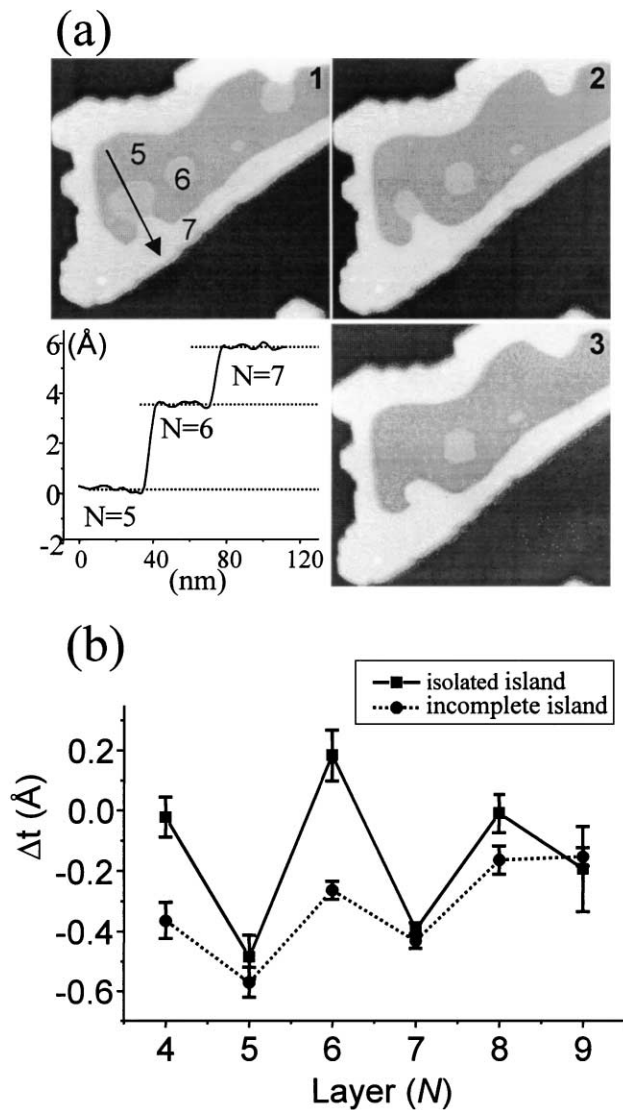 (a)
1
2
5
6
7
(Å)
6
4
2
0
-2
N=7
N=6
N=5
0 40 80 120
(nm)
3
(b)
isolated island
incomplete island
0.2
0.0
-0.2
-0.4
-0.6
Δt (Å)
4 5 6 7 8 9
Layer (N)